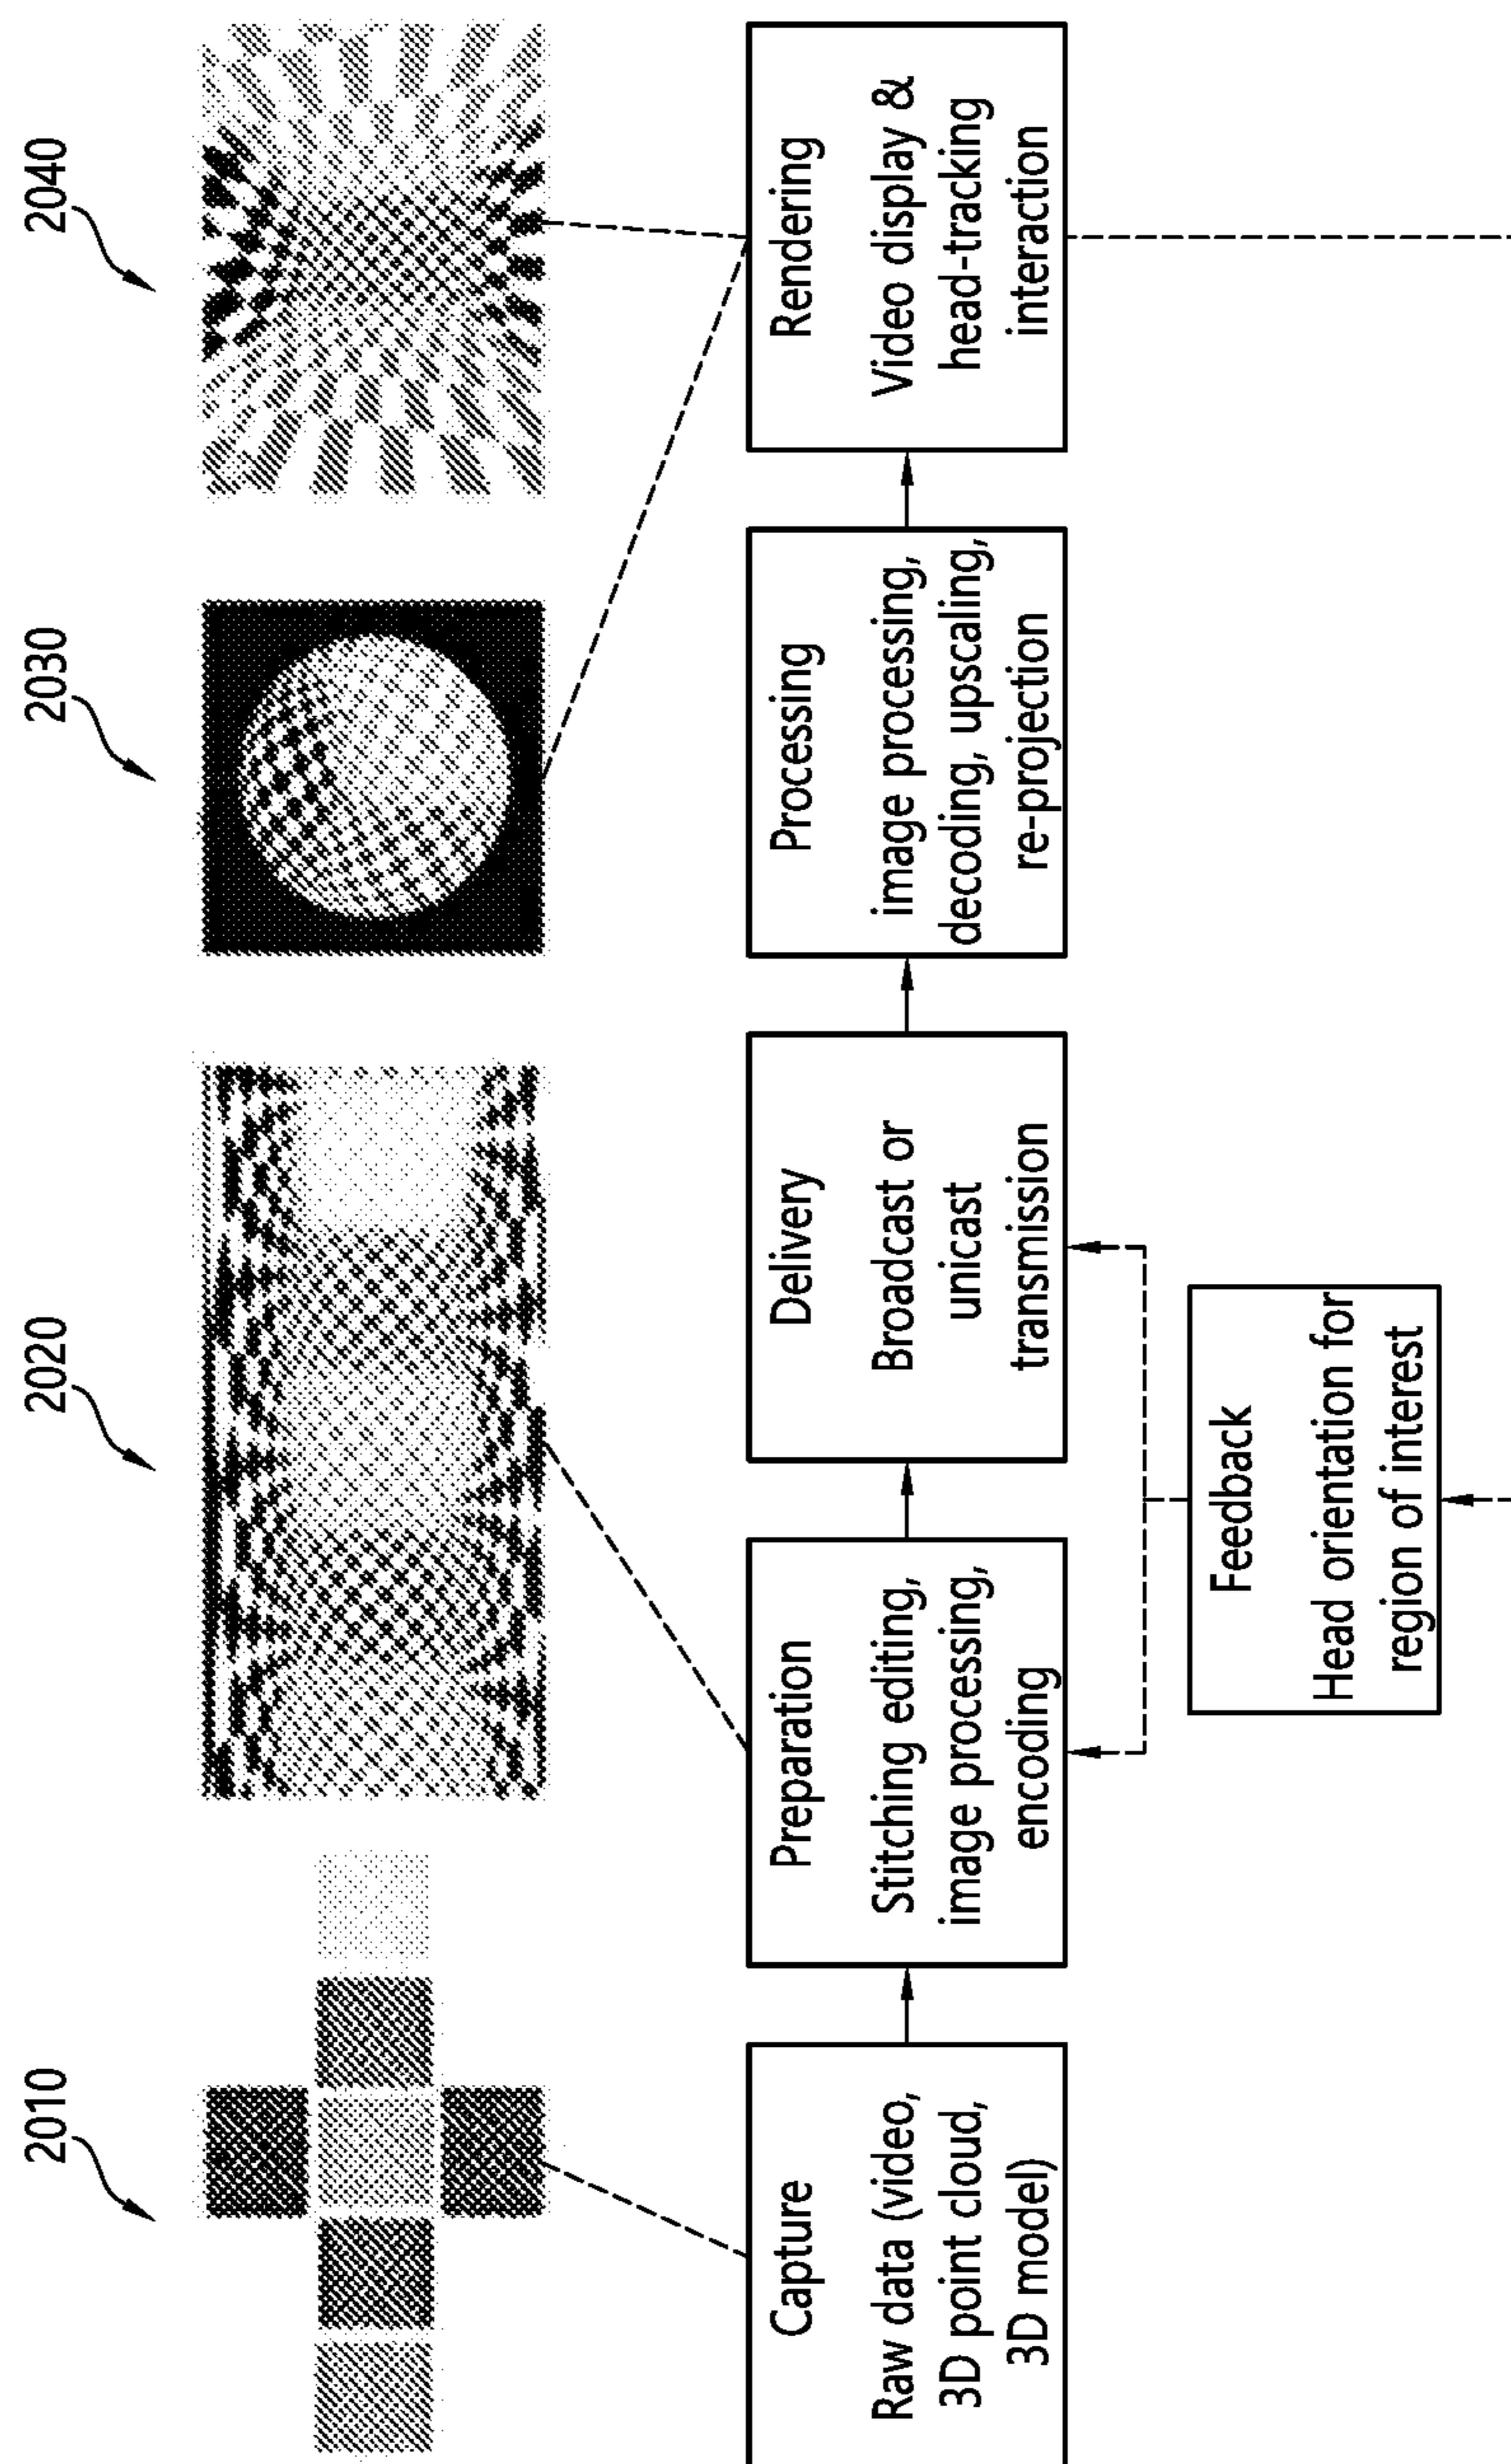 2010
2020
2030
2040
Capture
Raw data (video,
3D point cloud,
3D model)
Preparation
Stitching editing,
image processing,
encoding
Delivery
Broadcast or
unicast
transmission
Processing
image processing,
decoding, upscaling,
re-projection
Rendering
Video display &
head-tracking
interaction
Feedback
Head orientation for
region of interest